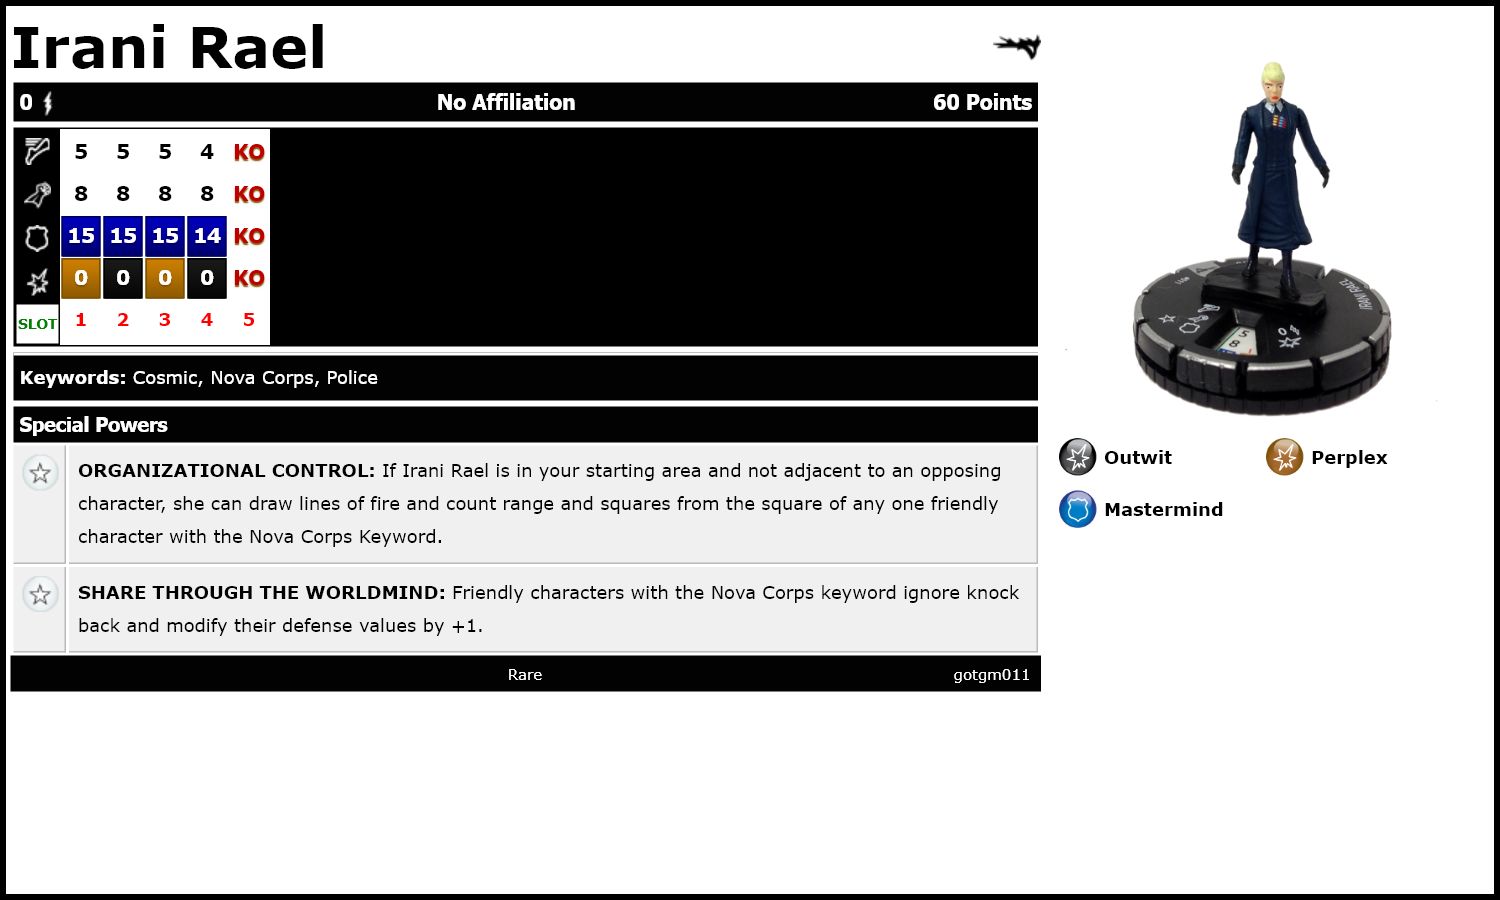 Irani Rael
0 No Affiliation 60 Points
5 5 5 4 KO
8 8 8 8 KO
15 15 15 14 KO
0 0 0 0 KO
SLOT 1 2 3 4 5
Keywords: Cosmic, Nova Corps, Police
Special Powers
ORGANIZATIONAL CONTROL: If Irani Rael is in your starting area and not adjacent to an opposing
character, she can draw lines of fire and count range and squares from the square of any one friendly
character with the Nova Corps Keyword.
SHARE THROUGH THE WORLDMIND: Friendly characters with the Nova Corps keyword ignore knock
back and modify their defense values by +1.
Rare gotgm011
IRANI RAEL
5
8
Outwit Perplex
Mastermind